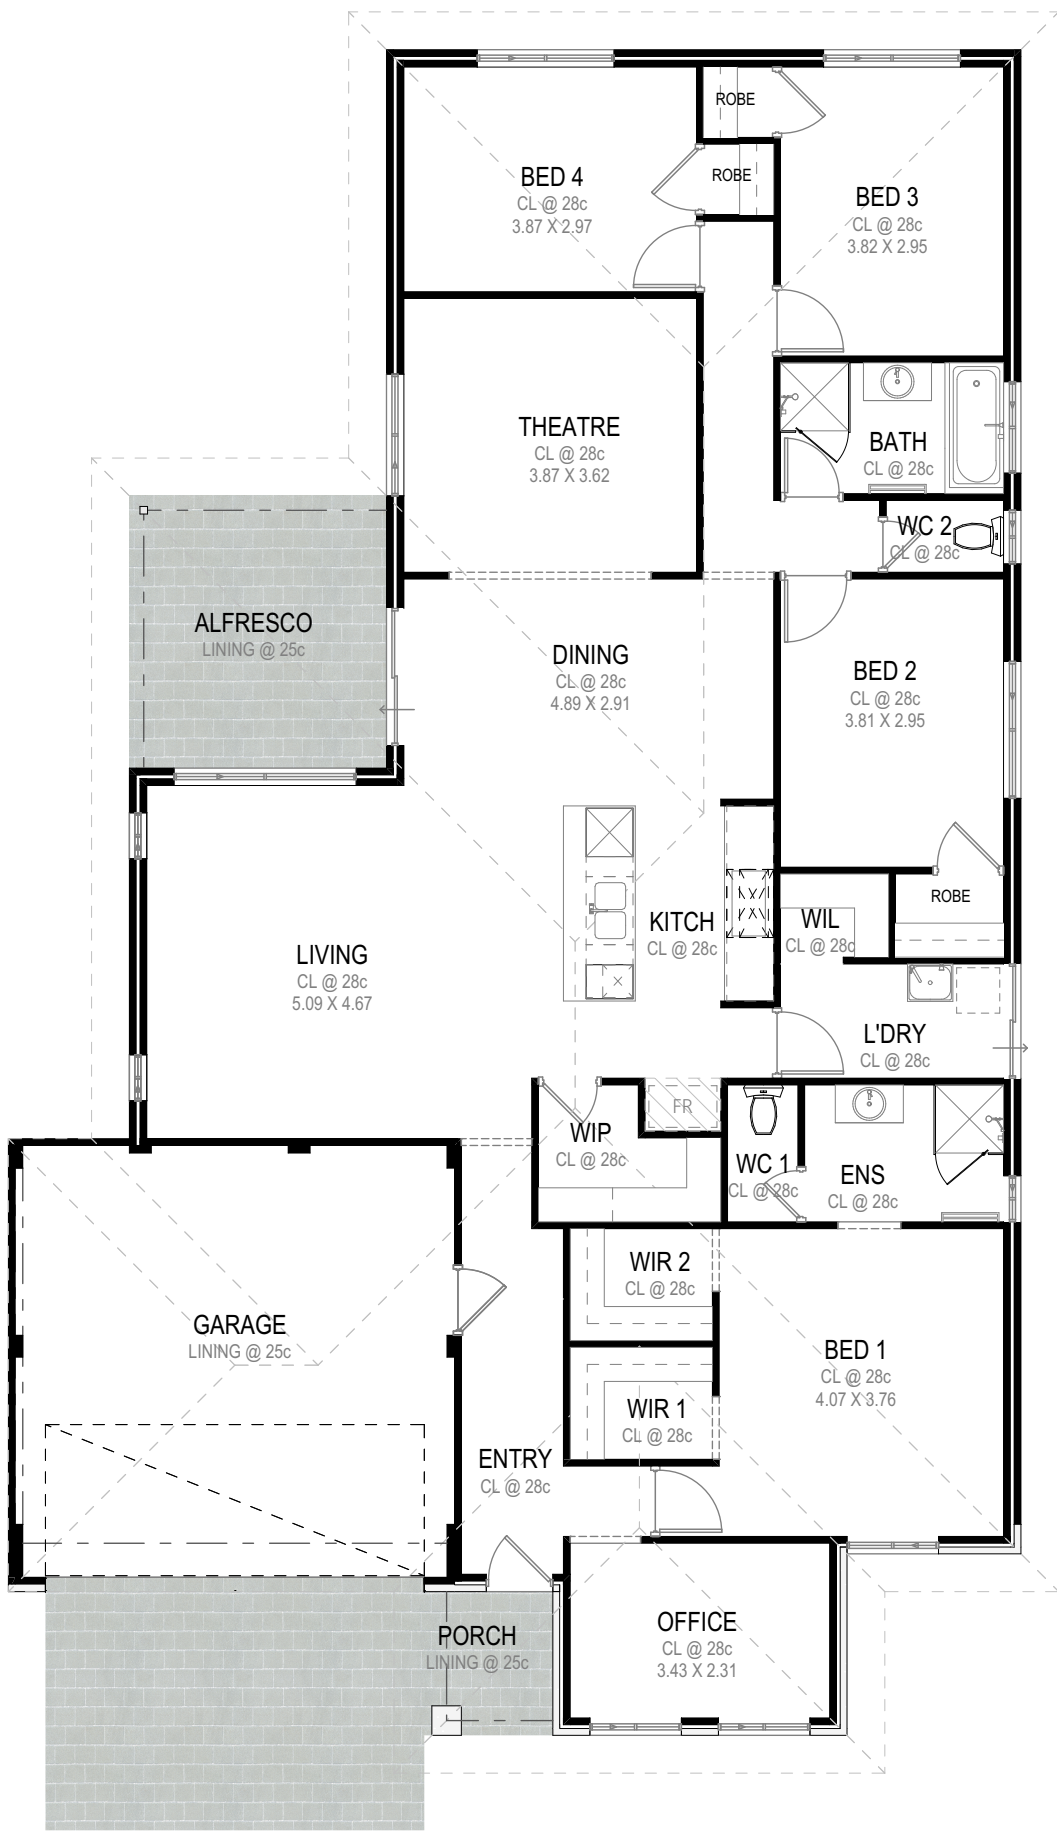 ROBE
ROBE
BED 4
CL @ 28c
3.87 X 2.97
BED 3
CL @ 28c
3.82 X 2.95
THEATRE
CL @ 28c
3.87 X 3.62
BATH
CL @ 28c
WC 2
CL @ 28c
ALFRESCO
LINING @ 25c
DINING
CL @ 28c
4.89 X 2.91
BED 2
CL @ 28c
3.81 X 2.95
ROBE
KITCH
CL @ 28c
WIL
CL @ 28c
LIVING
CL @ 28c
5.09 X 4.67
L'DRY
CL @ 28c
FR
WIP
CL @ 28c
WC 1
CL @ 28c
ENS
CL @ 28c
WIR 2
CL @ 28c
GARAGE
LINING @ 25c
BED 1
CL @ 28c
4.07 X 3.76
WIR 1
CL @ 28c
ENTRY
CL @ 28c
PORCH
LINING @ 25c
OFFICE
CL @ 28c
3.43 X 2.31